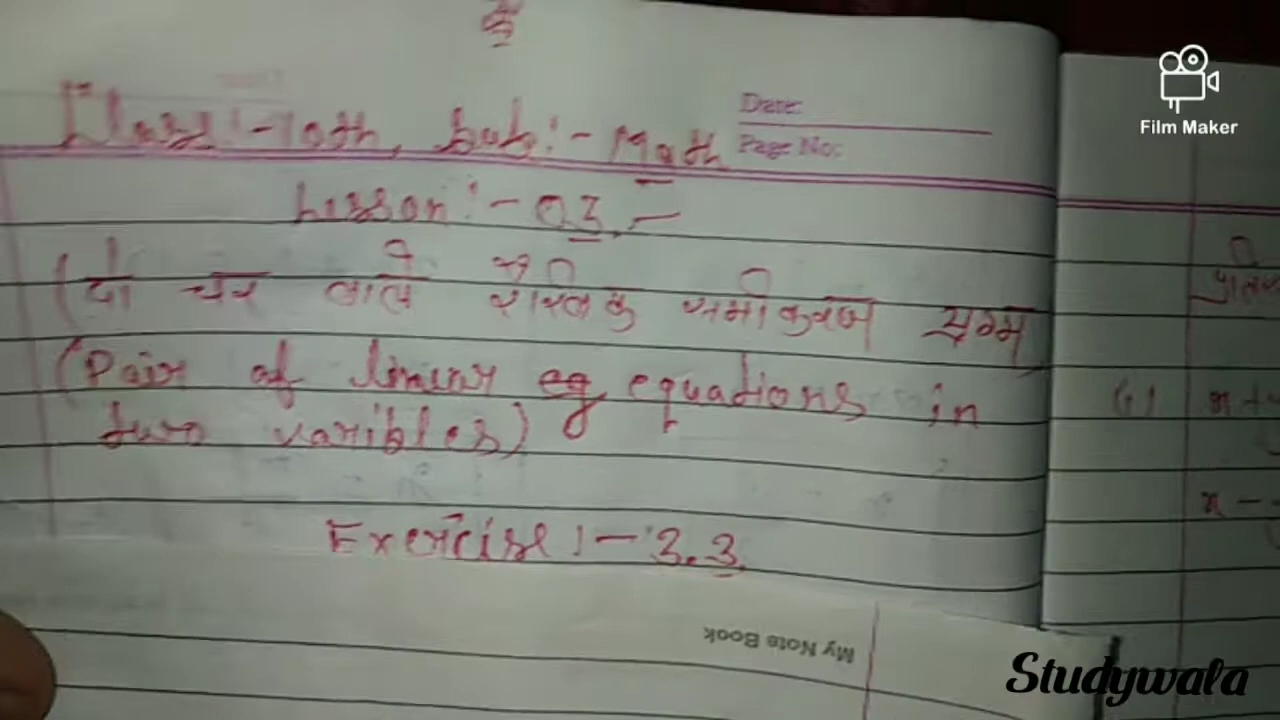 Class:-10th, Sub:- Math
Date:
Page No:
Lesson :- 03.-
(दो चर वाले रैखिक समीकरण युग्म
(Pair of linear eq equations in
two varibles)
Exercise :- 3.3
My Note Book
(i)
Film Maker
Studywala